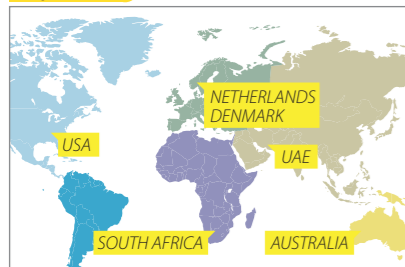 NETHERLANDS
DENMARK
USA
UAE
SOUTH AFRICA
AUSTRALIA